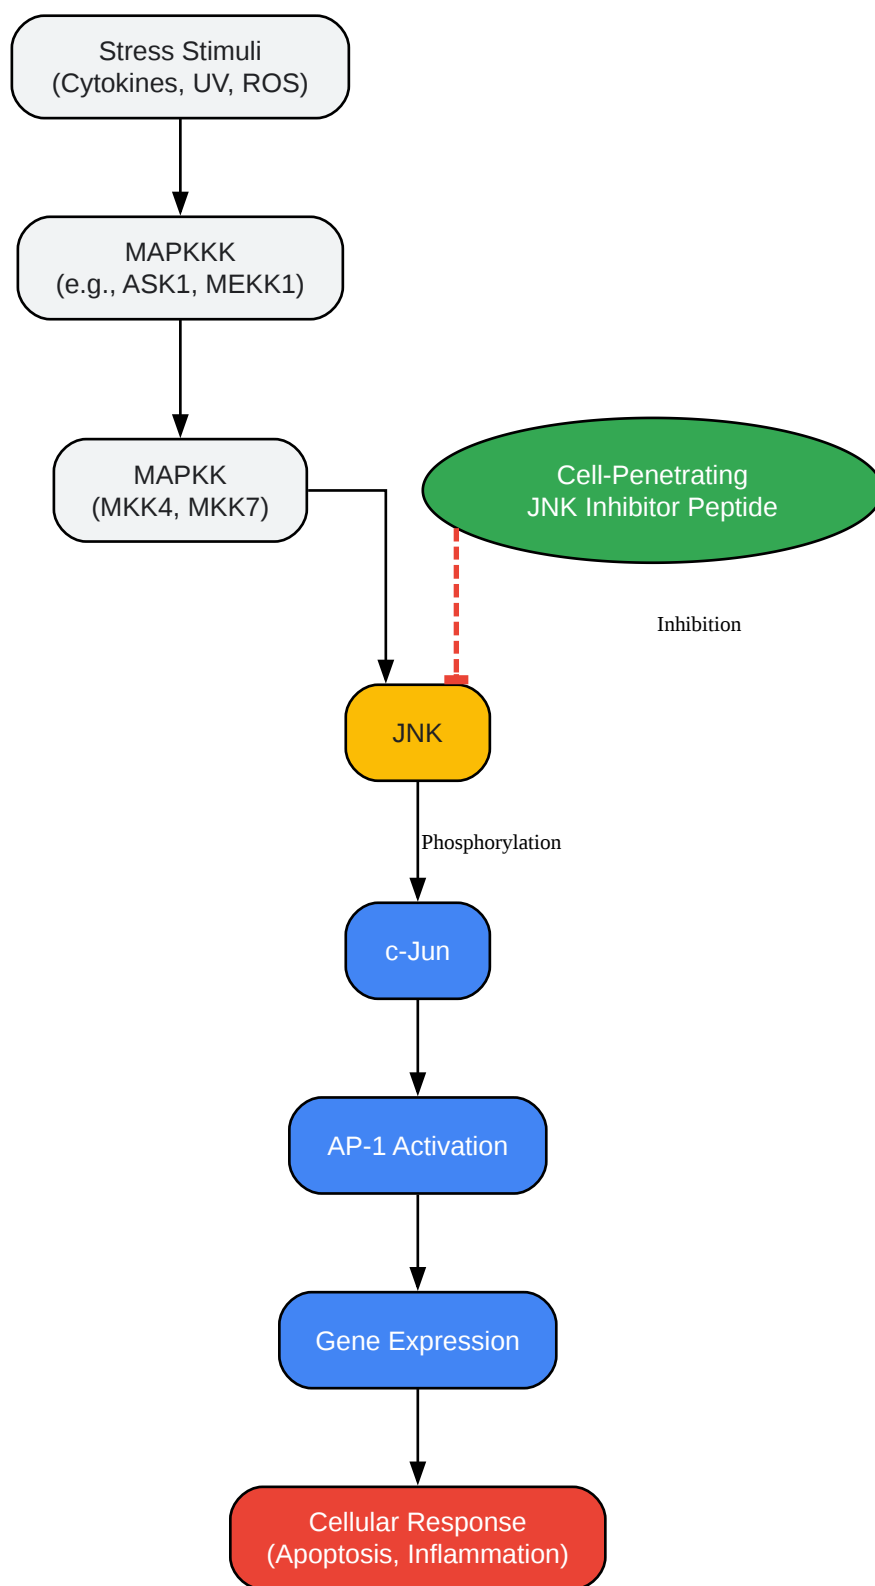 Stress Stimuli
(Cytokines, UV, ROS)
MAPKKK
(e.g., ASK1, MEKK1)
MAPKK
(MKK4, MKK7)
Cell-Penetrating
JNK Inhibitor Peptide
Inhibition
JNK
Phosphorylation
c-Jun
AP-1 Activation
Gene Expression
Cellular Response
(Apoptosis, Inflammation)